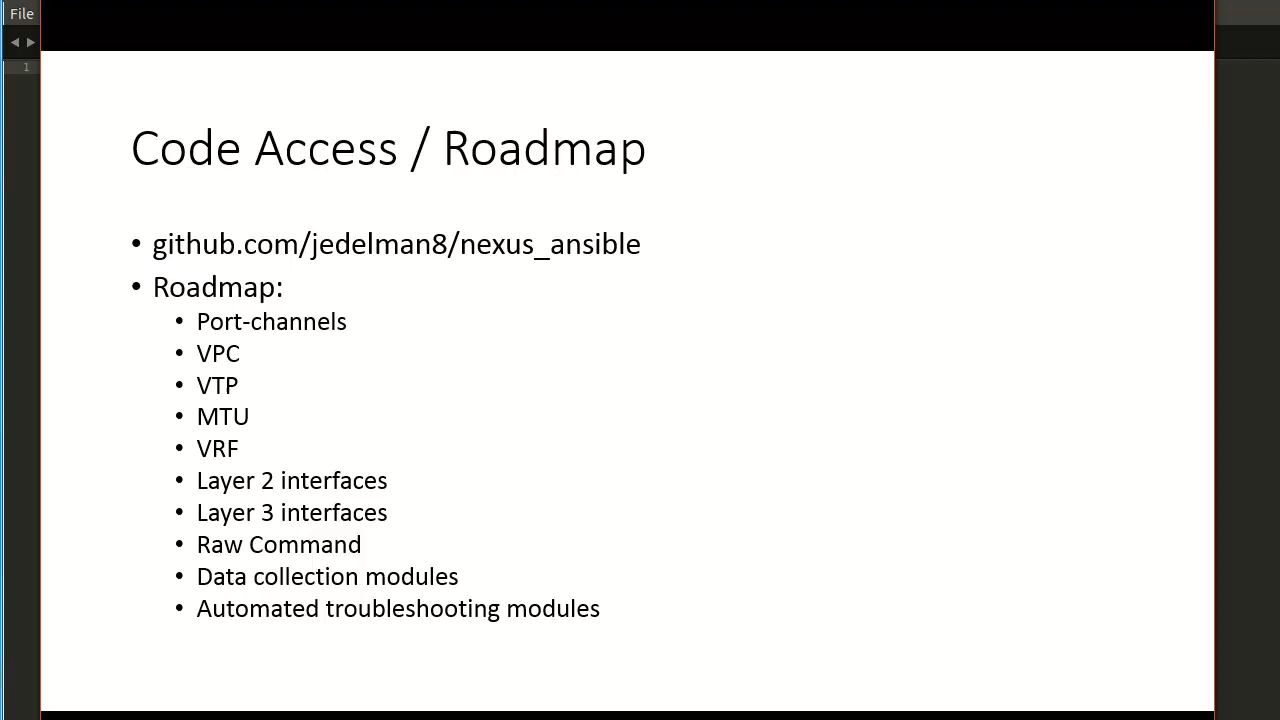 File
1
Code Access / Roadmap
• github.com/jedelman8/nexus_ansible
• Roadmap:
• Port-channels
• VPC
• VTP
• MTU
• VRF
• Layer 2 interfaces
• Layer 3 interfaces
• Raw Command
• Data collection modules
• Automated troubleshooting modules